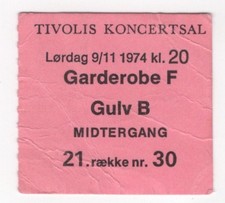 TIVOLIS KONCERTSAL
Lørdag 9/11 1974 kl. 20
Garderobe F
Gulv B
MIDTERGANG
21. række nr. 30